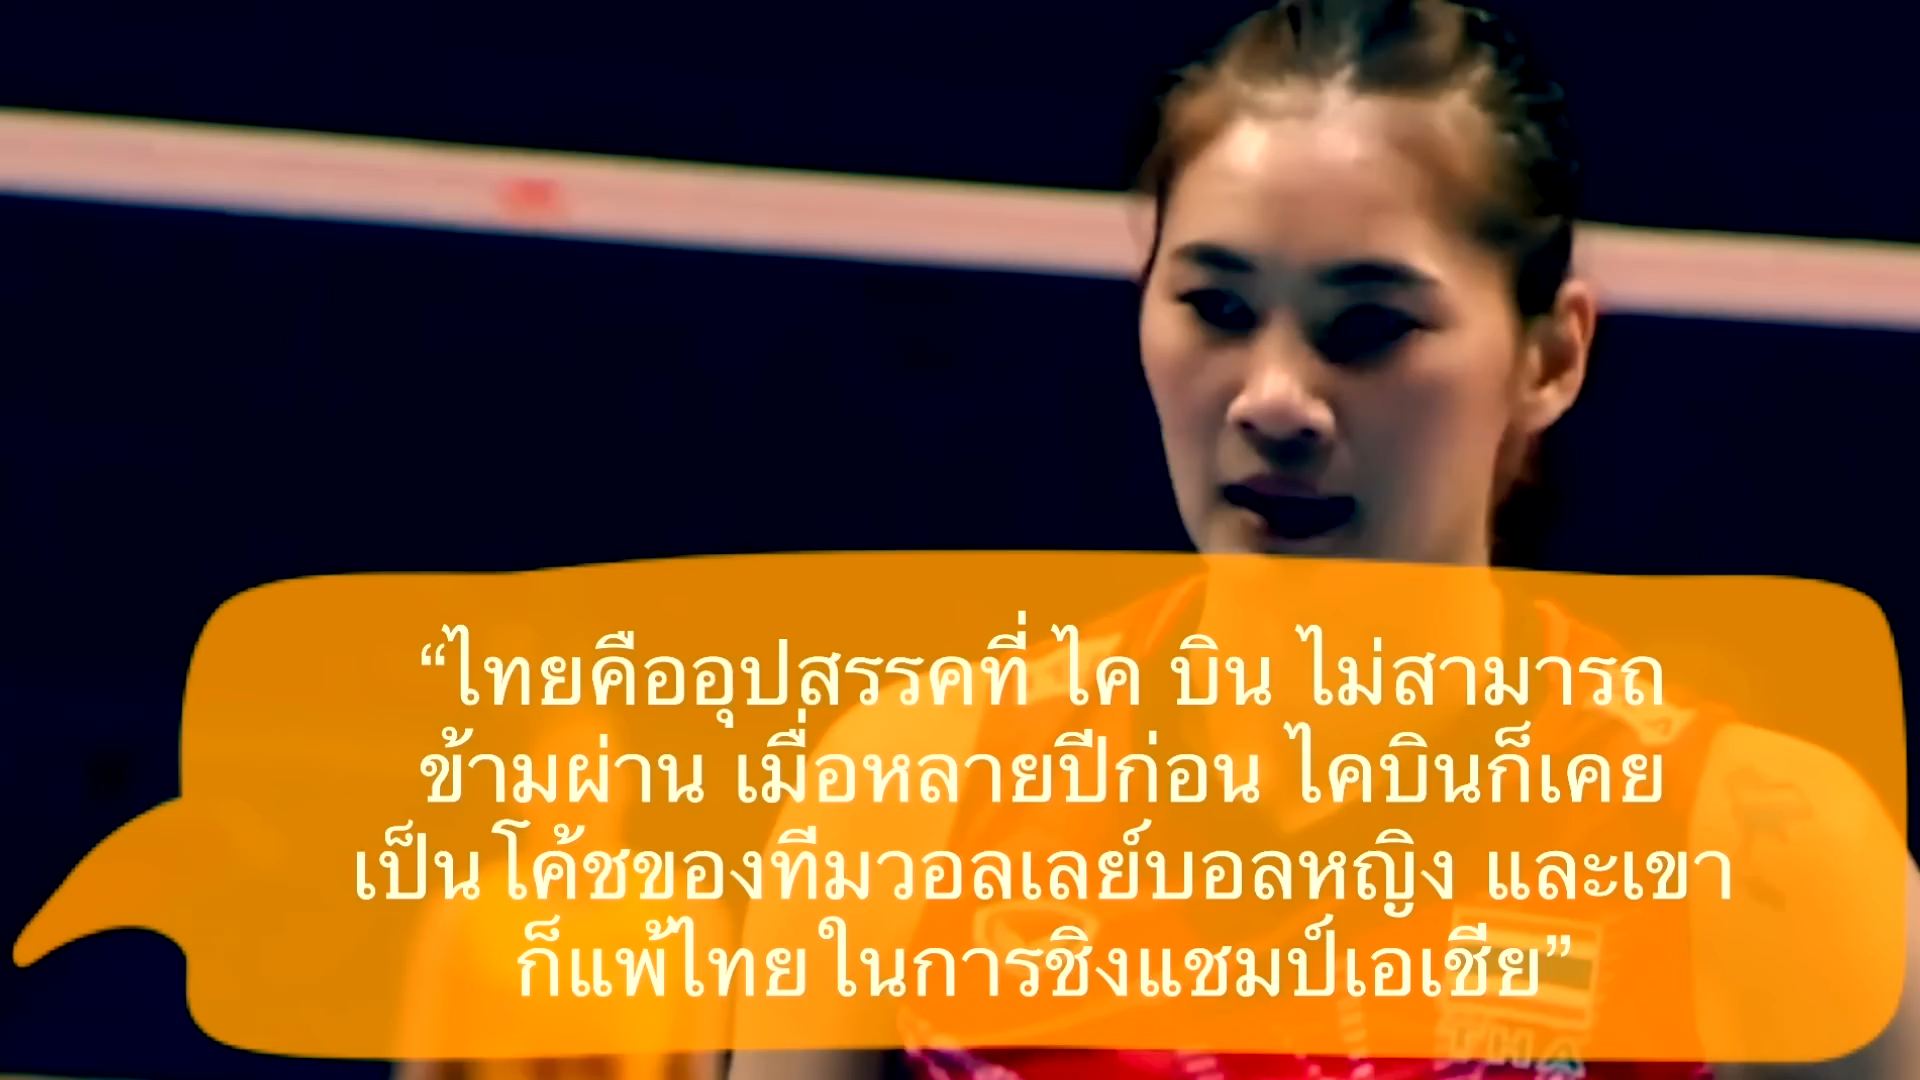 “ไทยคืออุปสรรคที่ ไค บิน ไม่สามารถ
ข้ามผ่าน เมื่อหลายปีก่อน ไคบินก็เคย
เป็นโค้ชของทีมวอลเลย์บอลหญิง และเขา
ก็แพ้ไทยในการชิงแชมป์เอเชีย”
THA